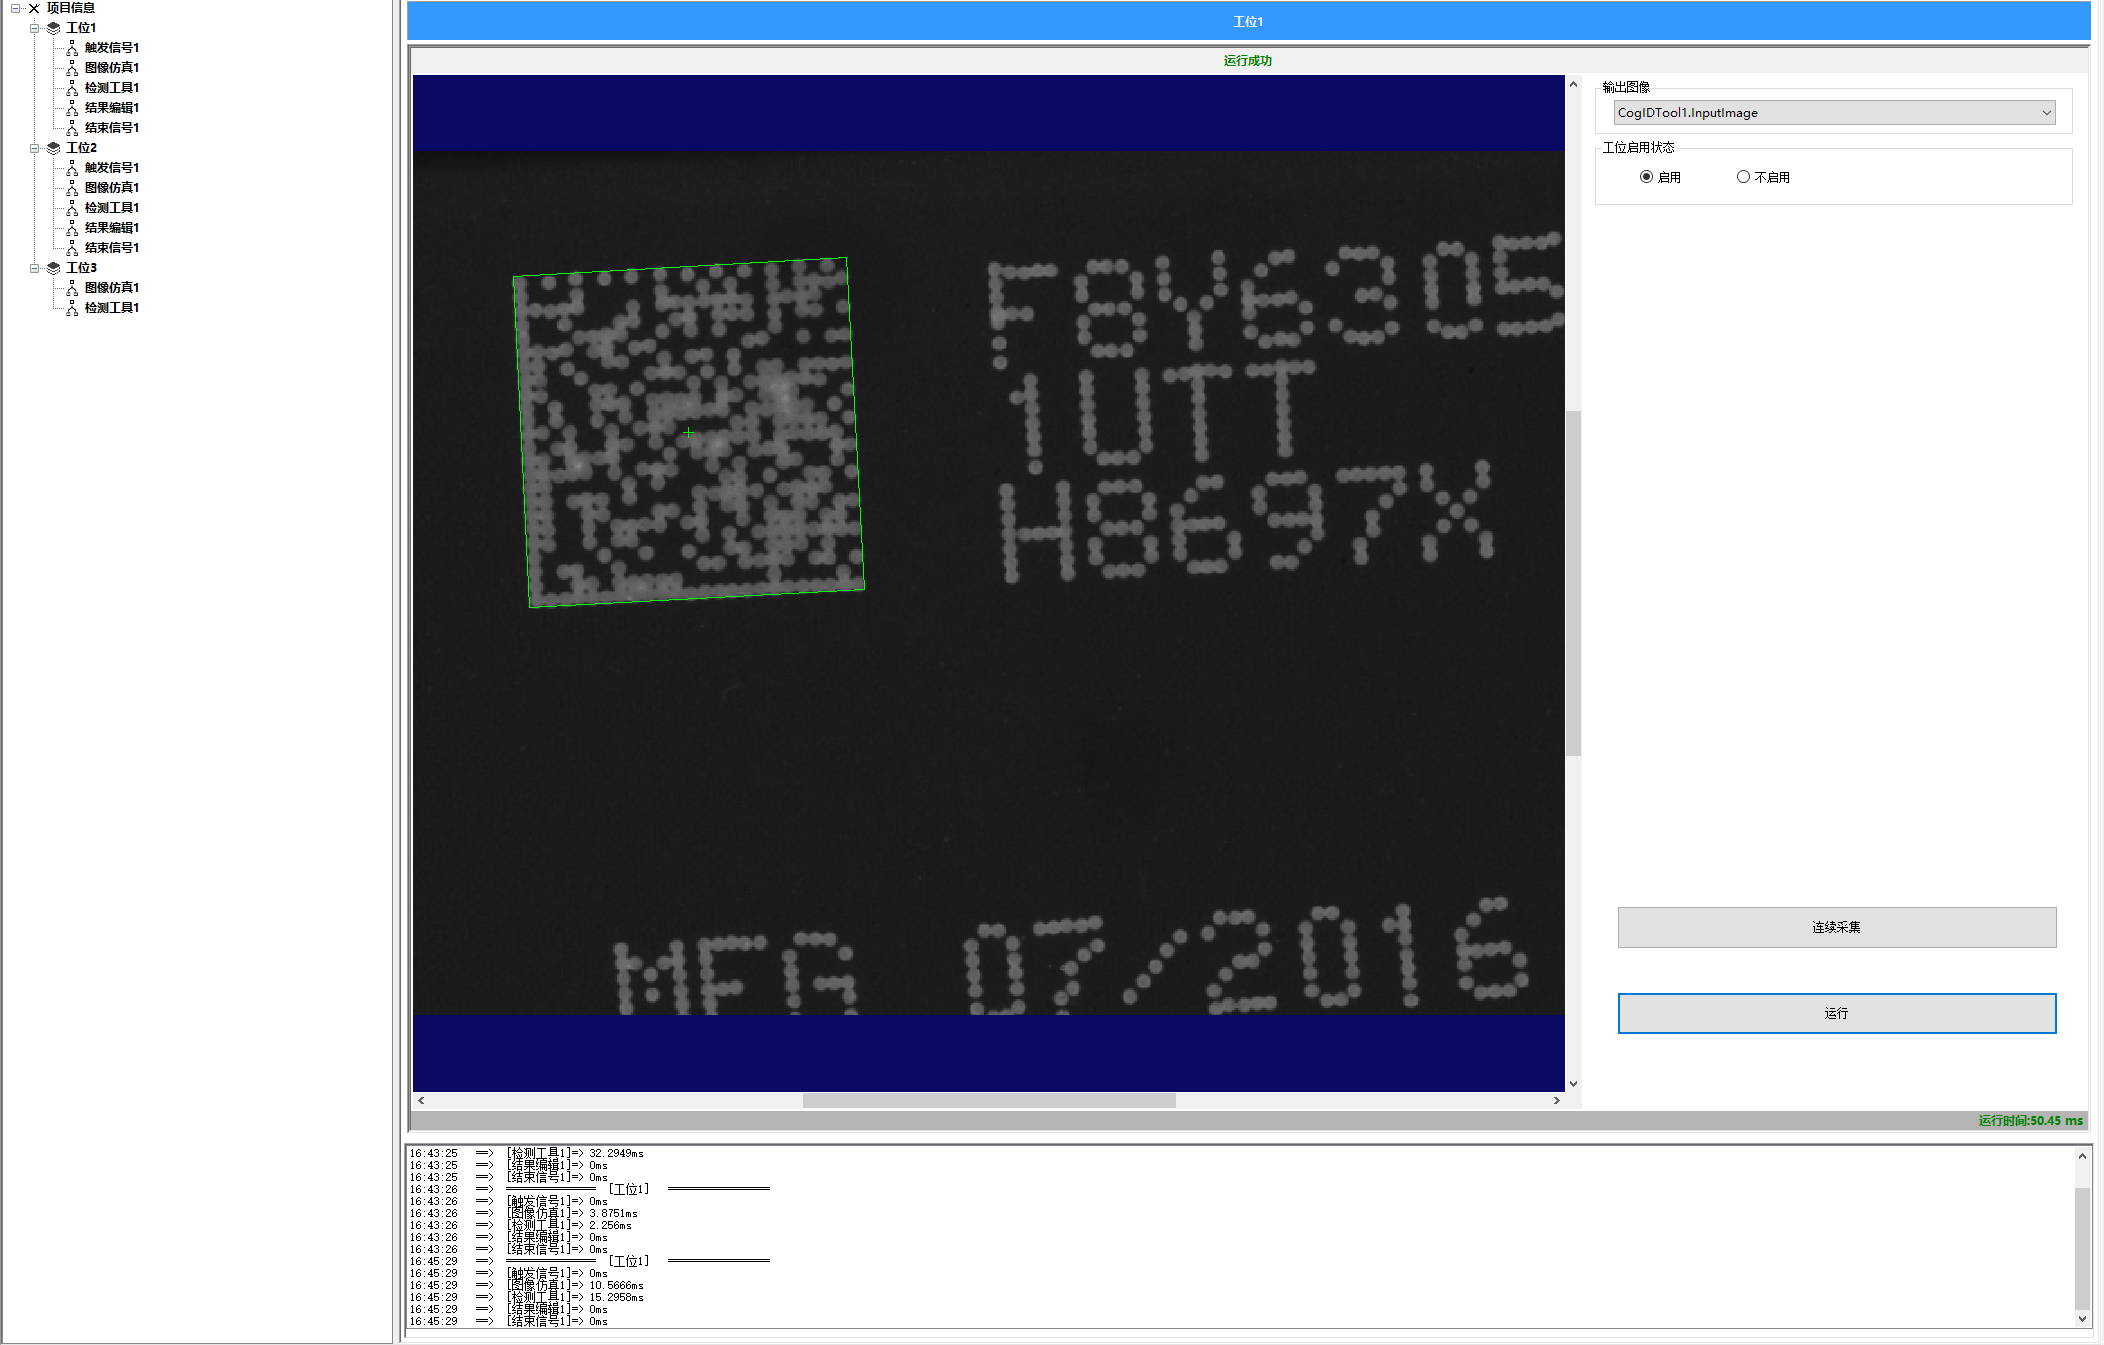 项目信息
工位1
触发信号1
图像仿真1
检测工具1
结果编辑1
结束信号1
工位2
触发信号1
图像仿真1
检测工具1
结果编辑1
结束信号1
工位3
图像仿真1
检测工具1
工位1
运行成功
F8Y6305
1UTT
H8697X
MFG 07/2016
输出图像
CogIDTool1.InputImage
工位启用状态
启用 不启用
连续采集
运行
运行时间:50.45 ms
16:43:25 ==> [检测工具1]=> 32.2949ms
16:43:25 ==> [结果编辑1]=> 0ms
16:43:25 ==> [结束信号1]=> 0ms
16:43:26 ==> =============== [工位1] =================
16:43:26 ==> [触发信号1]=> 0ms
16:43:26 ==> [图像仿真1]=> 3.8751ms
16:43:26 ==> [检测工具1]=> 2.256ms
16:43:26 ==> [结果编辑1]=> 0ms
16:43:26 ==> [结束信号1]=> 0ms
16:45:29 ==> =============== [工位1] =================
16:45:29 ==> [触发信号1]=> 0ms
16:45:29 ==> [图像仿真1]=> 10.5666ms
16:45:29 ==> [检测工具1]=> 15.2958ms
16:45:29 ==> [结果编辑1]=> 0ms
16:45:29 ==> [结束信号1]=> 0ms